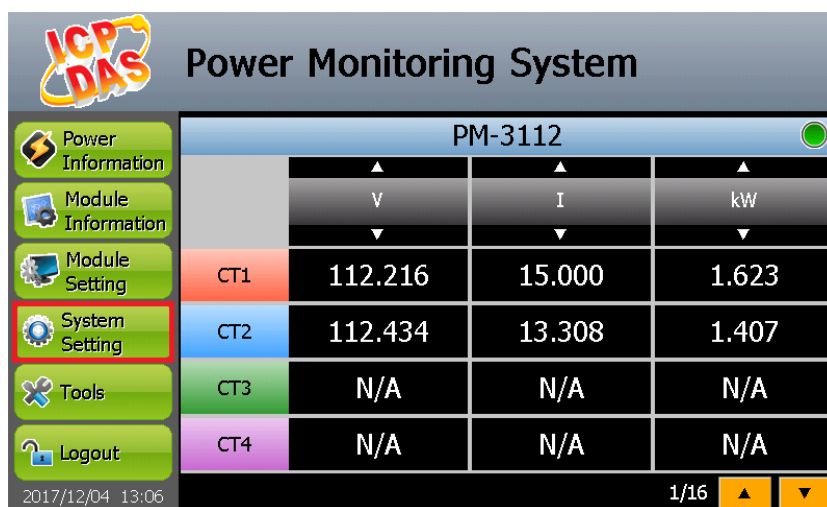 ICP
DAS
Power Monitoring System
Power
Information
Module
Information
Module
Setting
System
Setting
Tools
Logout
2017/12/04 13:06
PM-3112
V I kW
CT1 112.216 15.000 1.623
CT2 112.434 13.308 1.407
CT3 N/A N/A N/A
CT4 N/A N/A N/A
1/16